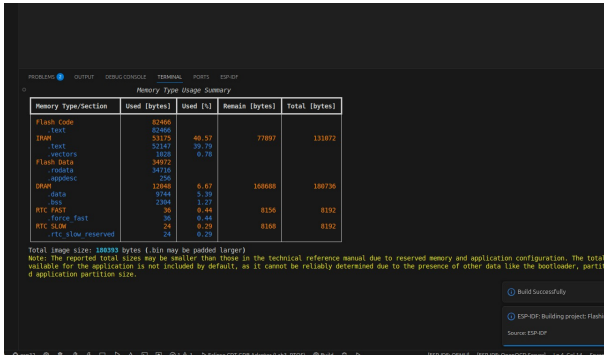 PROBLEMS 2 OUTPUT DEBUG CONSOLE TERMINAL PORTS ESP-IDF
Memory Type Usage Summary
Memory Type/Section Used [bytes] Used [%] Remain [bytes] Total [bytes]
Flash Code 82466
.text 82466
IRAM 53175 40.57 77897 131072
.text 52147 39.79
.vectors 1028 0.78
Flash Data 34972
.rodata 34716
.appdesc 256
DRAM 12048 6.67 168688 180736
.data 9744 5.39
.bss 2304 1.27
RTC FAST 36 0.44 8156 8192
.force_fast 36 0.44
RTC SLOW 24 0.29 8168 8192
.rtc_slow_reserved 24 0.29
Total image size: 180393 bytes (.bin may be padded larger)
Note: The reported total sizes may be smaller than those in the technical reference manual due to reserved memory and application configuration. The total
vailable for the application is not included by default, as it cannot be reliably determined due to the presence of other data like the bootloader, partit
d application partition size.
Build Successfully
ESP-IDF: Building project: Flashi
Source: ESP-IDF